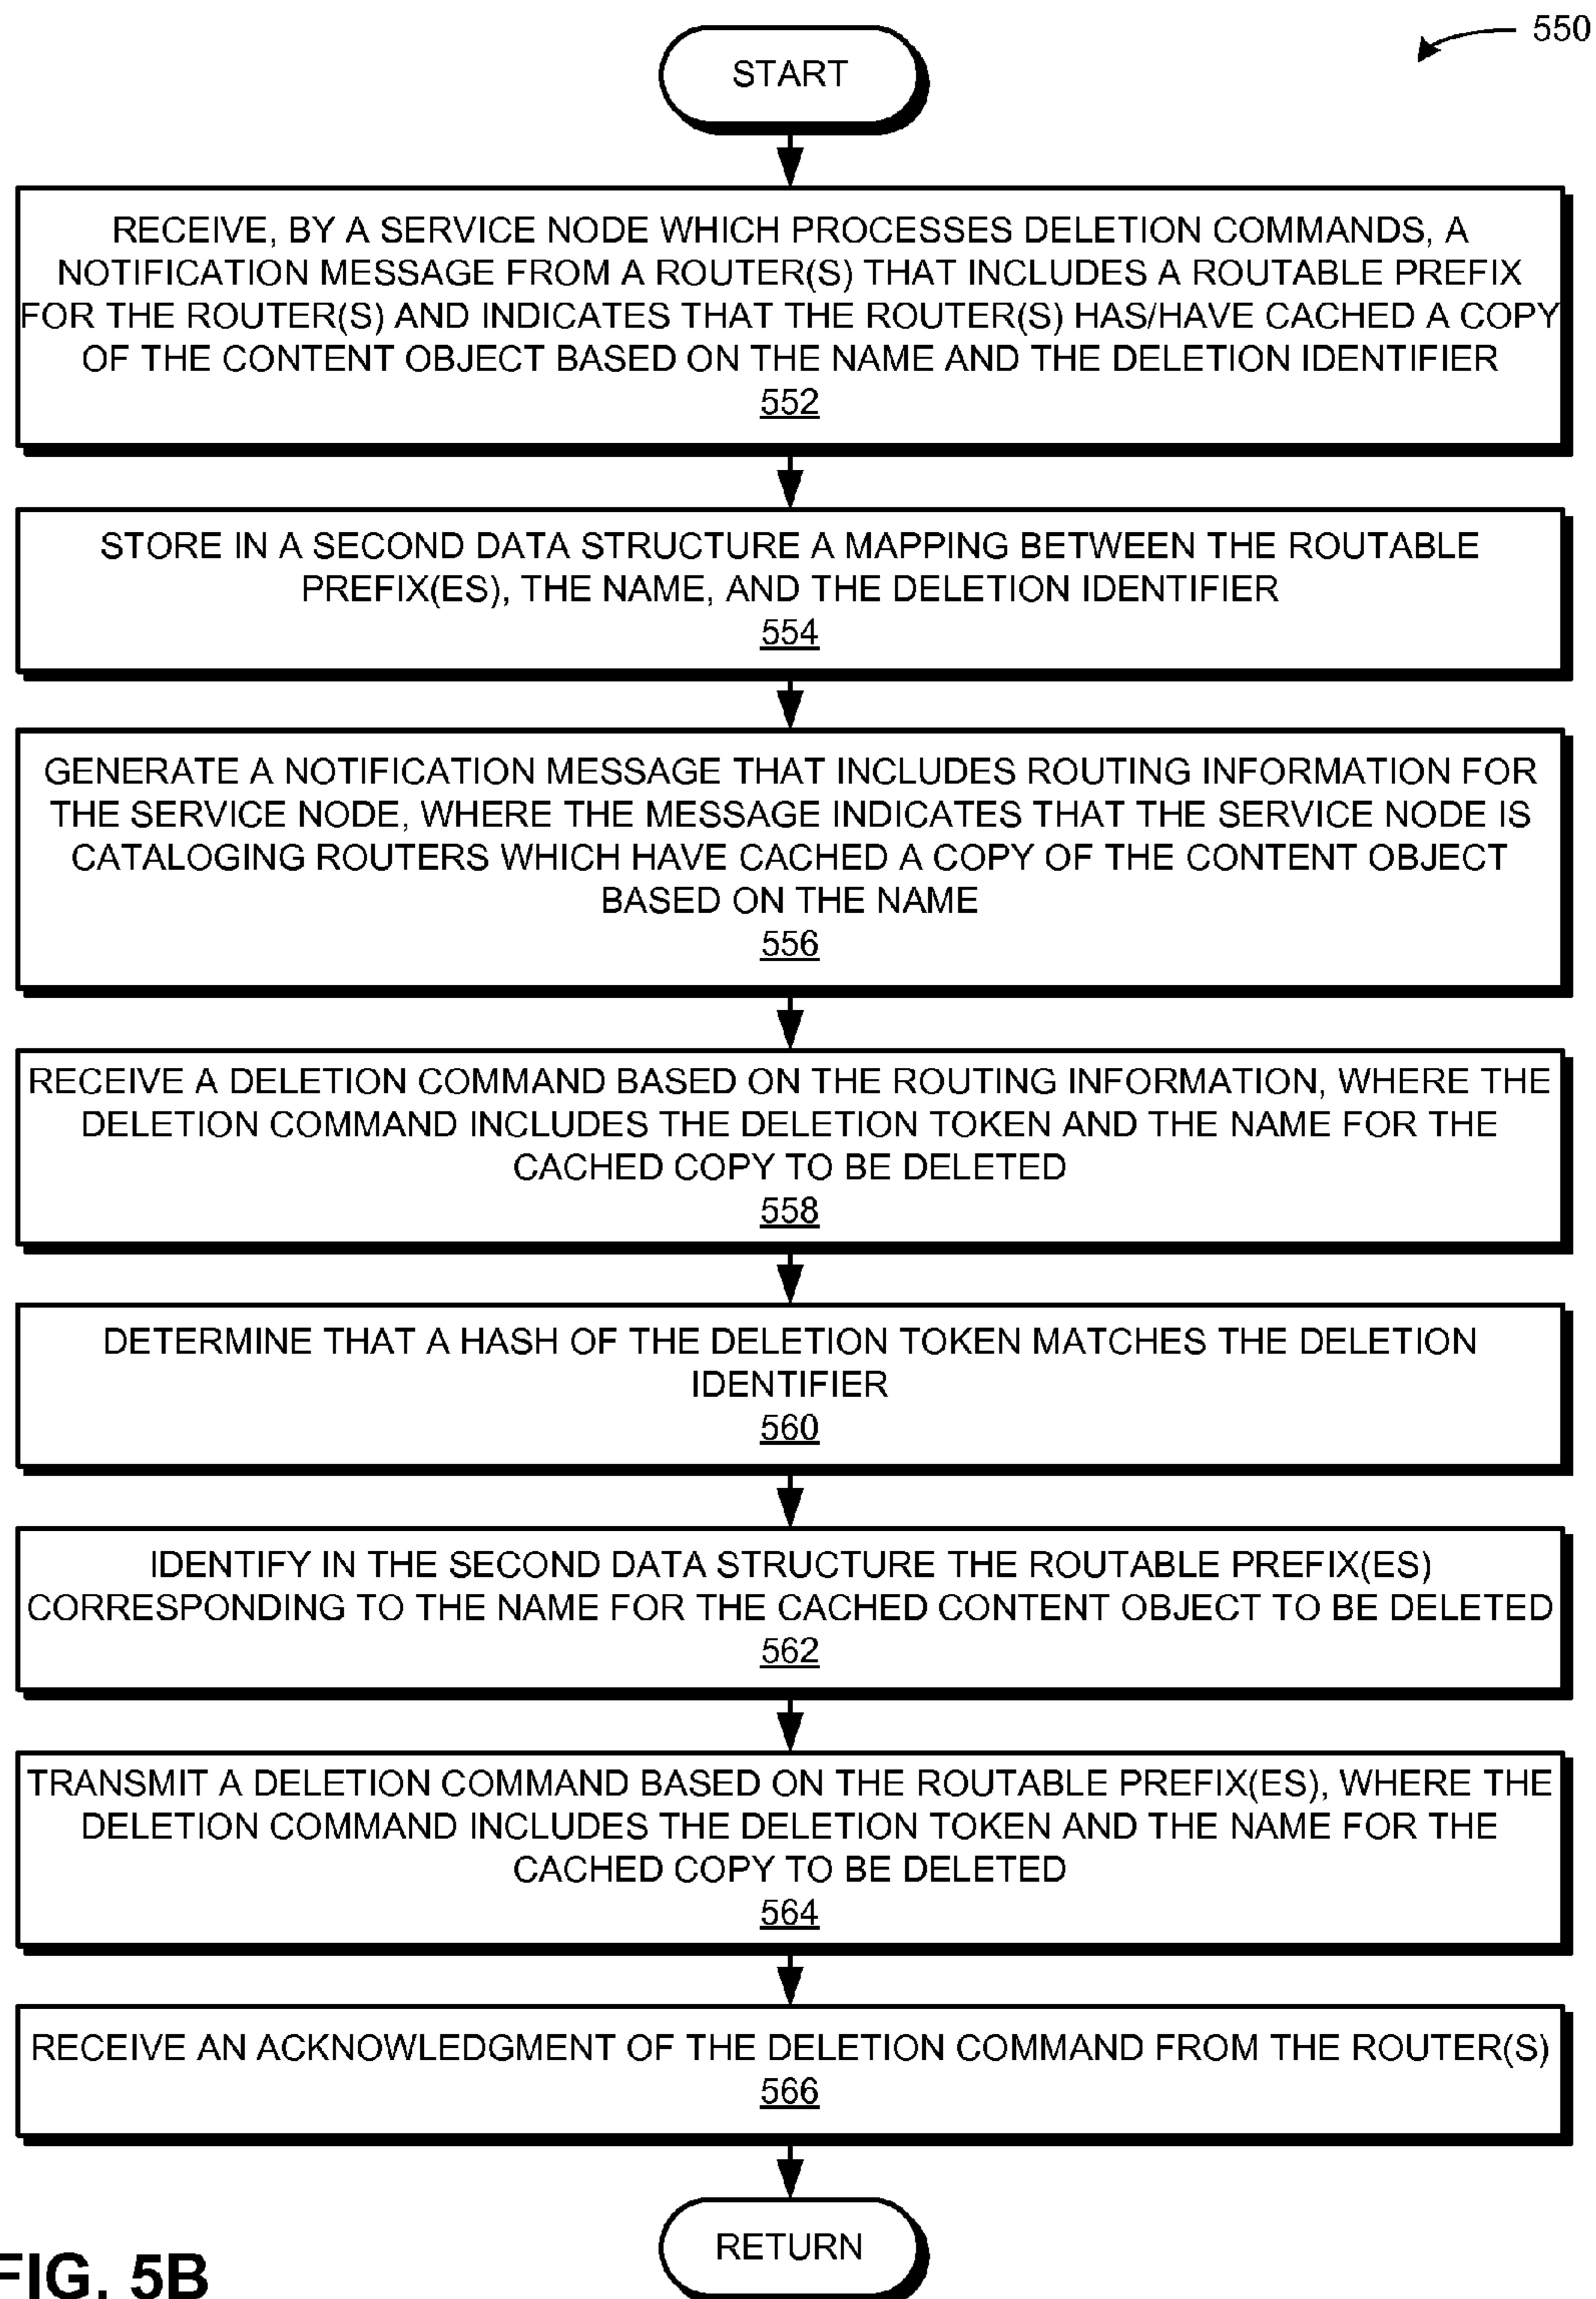 550
START
RECEIVE, BY A SERVICE NODE WHICH PROCESSES DELETION COMMANDS, A
NOTIFICATION MESSAGE FROM A ROUTER(S) THAT INCLUDES A ROUTABLE PREFIX
FOR THE ROUTER(S) AND INDICATES THAT THE ROUTER(S) HAS/HAVE CACHED A COPY
OF THE CONTENT OBJECT BASED ON THE NAME AND THE DELETION IDENTIFIER
552
STORE IN A SECOND DATA STRUCTURE A MAPPING BETWEEN THE ROUTABLE
PREFIX(ES), THE NAME, AND THE DELETION IDENTIFIER
554
GENERATE A NOTIFICATION MESSAGE THAT INCLUDES ROUTING INFORMATION FOR
THE SERVICE NODE, WHERE THE MESSAGE INDICATES THAT THE SERVICE NODE IS
CATALOGING ROUTERS WHICH HAVE CACHED A COPY OF THE CONTENT OBJECT
BASED ON THE NAME
556
RECEIVE A DELETION COMMAND BASED ON THE ROUTING INFORMATION, WHERE THE
DELETION COMMAND INCLUDES THE DELETION TOKEN AND THE NAME FOR THE
CACHED COPY TO BE DELETED
558
DETERMINE THAT A HASH OF THE DELETION TOKEN MATCHES THE DELETION
IDENTIFIER
560
IDENTIFY IN THE SECOND DATA STRUCTURE THE ROUTABLE PREFIX(ES)
CORRESPONDING TO THE NAME FOR THE CACHED CONTENT OBJECT TO BE DELETED
562
TRANSMIT A DELETION COMMAND BASED ON THE ROUTABLE PREFIX(ES), WHERE THE
DELETION COMMAND INCLUDES THE DELETION TOKEN AND THE NAME FOR THE
CACHED COPY TO BE DELETED
564
RECEIVE AN ACKNOWLEDGMENT OF THE DELETION COMMAND FROM THE ROUTER(S)
566
RETURN
FIG. 5B